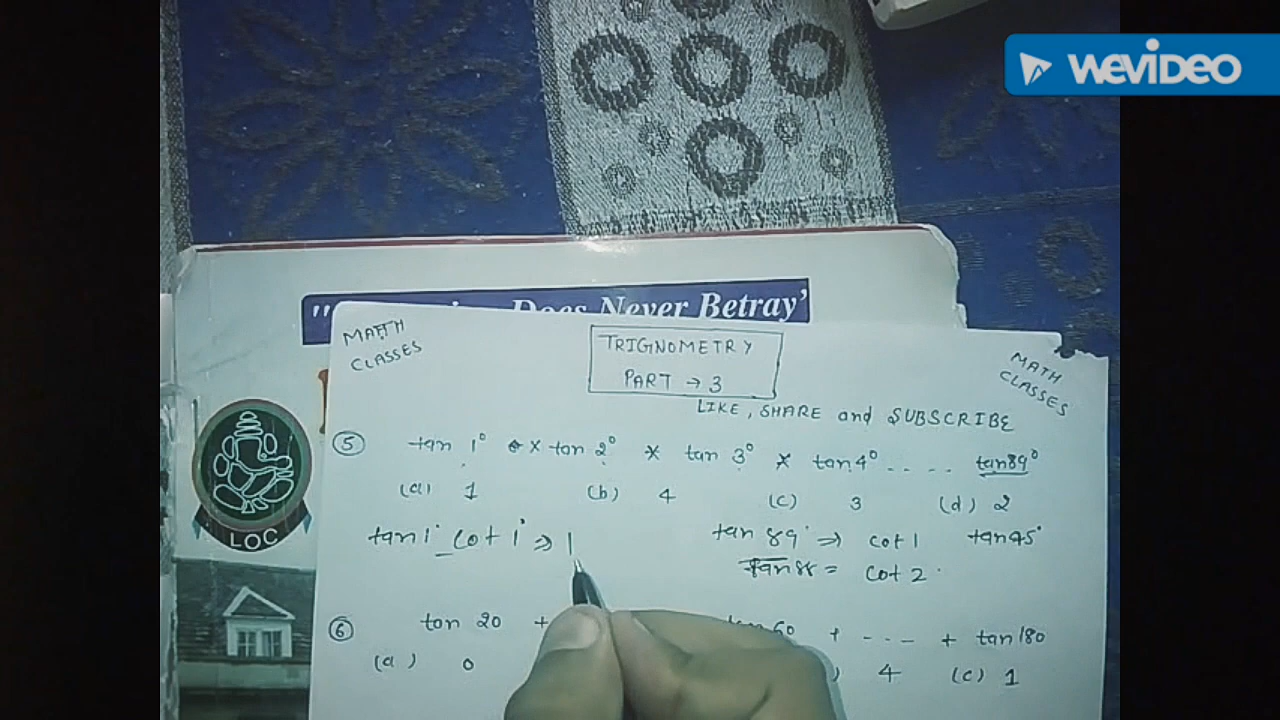 WEVIDEO
Does Never Betray'
MATH CLASSES
TRIGNOMETRY
PART → 3
MATH CLASSES
LIKE, SHARE and SUBSCRIBE
(5) tan 1° × tan 2° * tan 3° * tan 4° ..... tan 89°
(a) 1 (b) 4 (c) 3 (d) 2
tan 1° cot 1° ⇒ 1 tan 89° ⇒ cot 1 tan 45°
tan 88 = cot 2
(6) tan 20 + 60 + --- + tan 180
(a) 0 ) 4 (c) 1
LOC